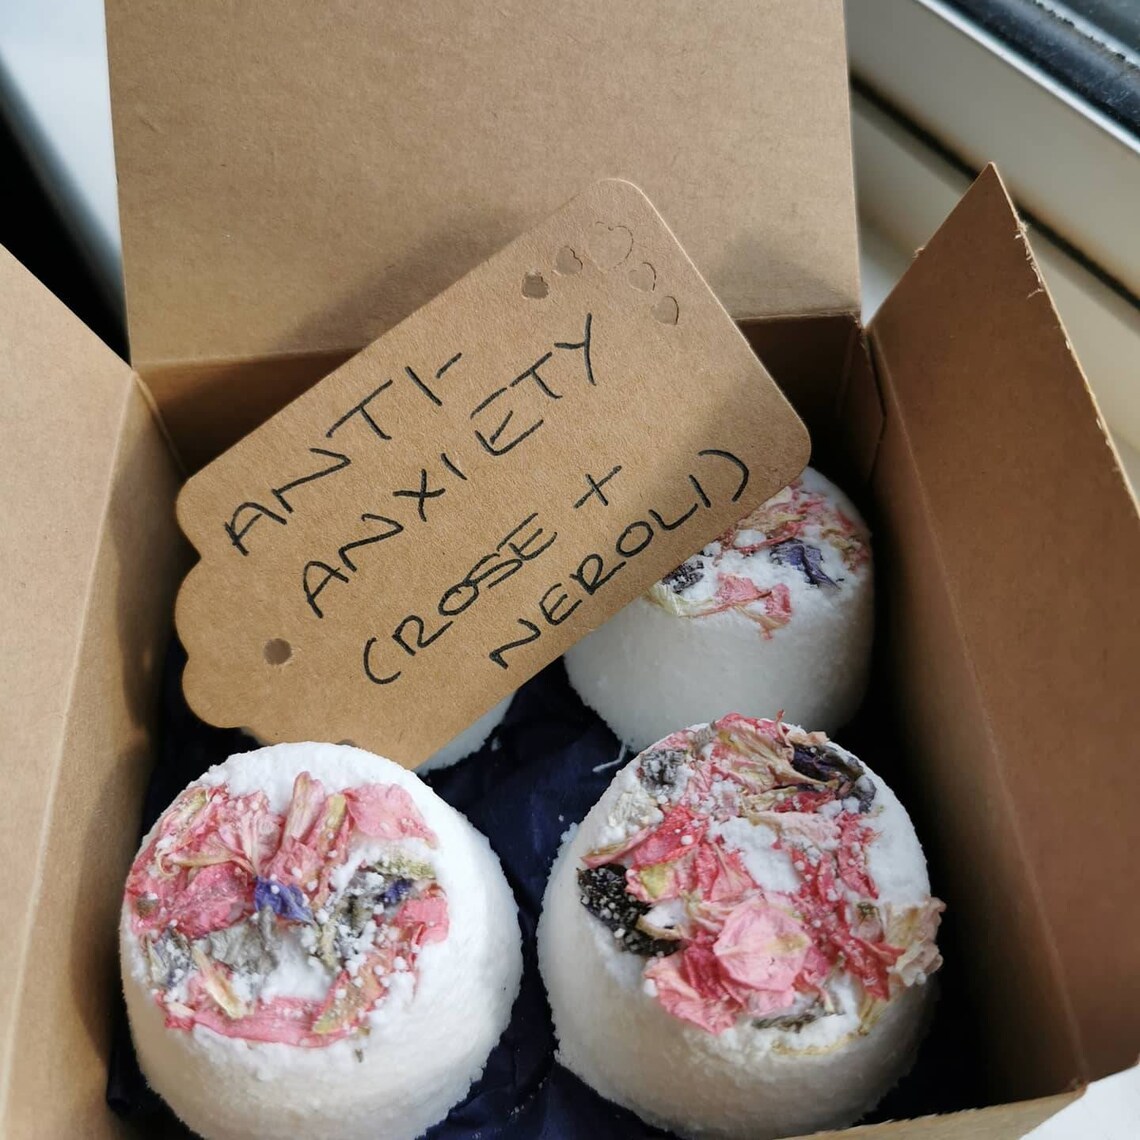 ANTI-
ANXIETY
(ROSE +
NEROLI)